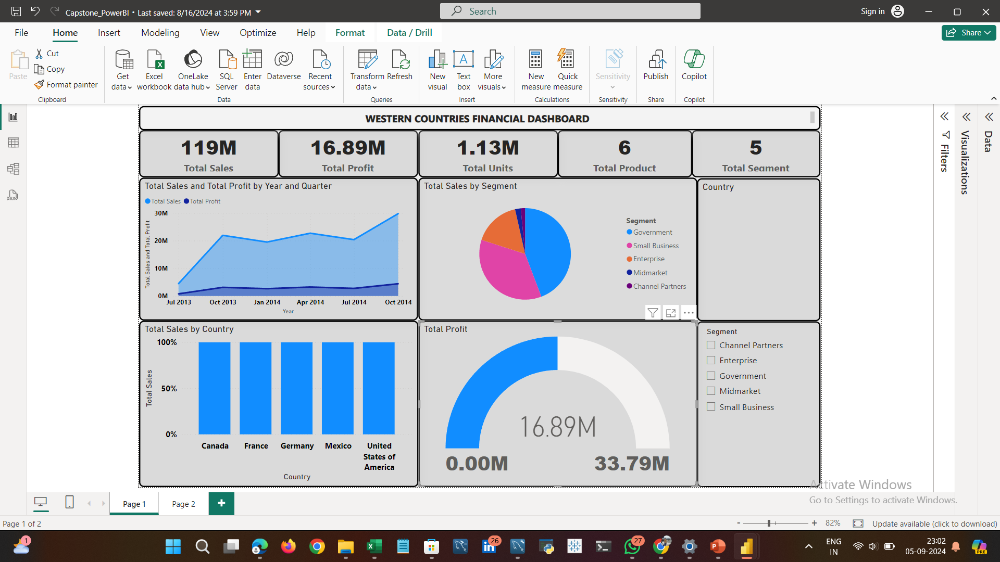 Capstone_PowerBI • Last saved: 8/16/2024 at 3:59 PM
Search
Sign in
File Home Insert Modeling View Optimize Help Format Data / Drill
Share
Paste
Cut
Copy
Format painter
Clipboard
Get data
Excel workbook
OneLake data hub
SQL Server
Enter data
Dataverse
Recent sources
Data
Transform data
Refresh
Queries
New visual
Text box
More visuals
Insert
New measure
Quick measure
Calculations
Sensitivity
Sensitivity
Publish
Share
Copilot
Copilot
DAX
WESTERN COUNTRIES FINANCIAL DASHBOARD
119M
Total Sales
16.89M
Total Profit
1.13M
Total Units
6
Total Product
5
Total Segment
Total Sales and Total Profit by Year and Quarter
Total Sales Total Profit
Total Sales and Total Profit
30M
20M
10M
0M
Jul 2013 Oct 2013 Jan 2014 Apr 2014 Jul 2014 Oct 2014
Year
Total Sales by Segment
Segment
Government
Small Business
Enterprise
Midmarket
Channel Partners
Country
Total Sales by Country
Total Sales
100%
50%
0%
Canada France Germany Mexico United States of America
Country
Total Profit
16.89M
0.00M 33.79M
Segment
Channel Partners
Enterprise
Government
Midmarket
Small Business
Filters
Visualizations
Data
Activate Windows
Go to Settings to activate Windows.
Page 1 Page 2
Page 1 of 2
82%
Update available (click to download)
1
26
27
ENG
IN
23:02
05-09-2024
PRE